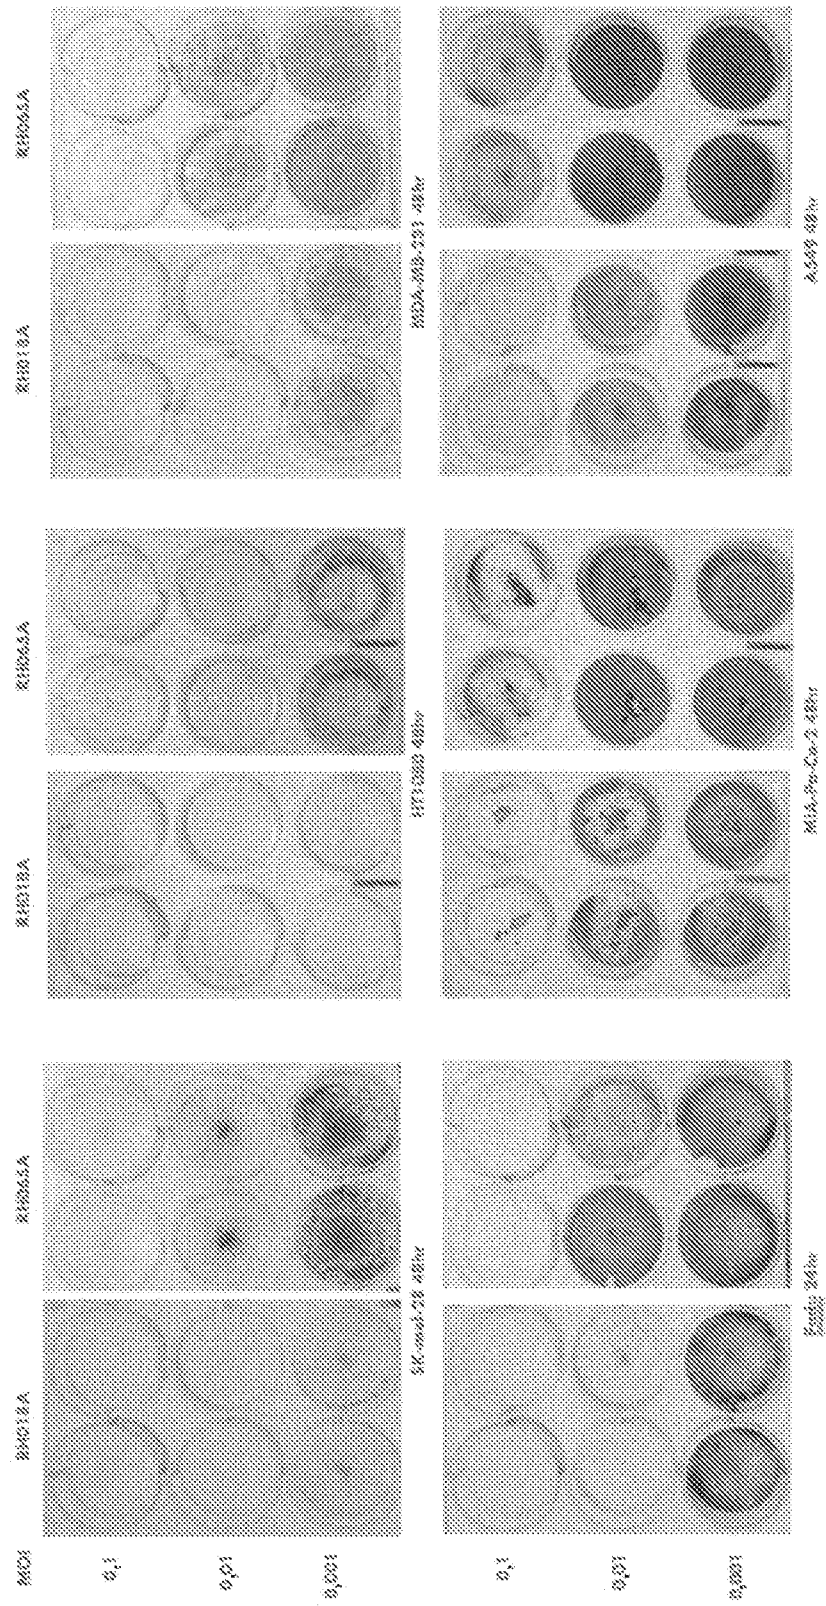 MOI
RH018A RH065A RH018A RH065A RH018A RH065A
0,1
0,01
0,001
SK-mel-28 48hr HT1080 48hr MDA-MB-231 48hr
0,1
0,01
0,001
24hr MIA-Pa-Ca-2 48hr A549 48hr